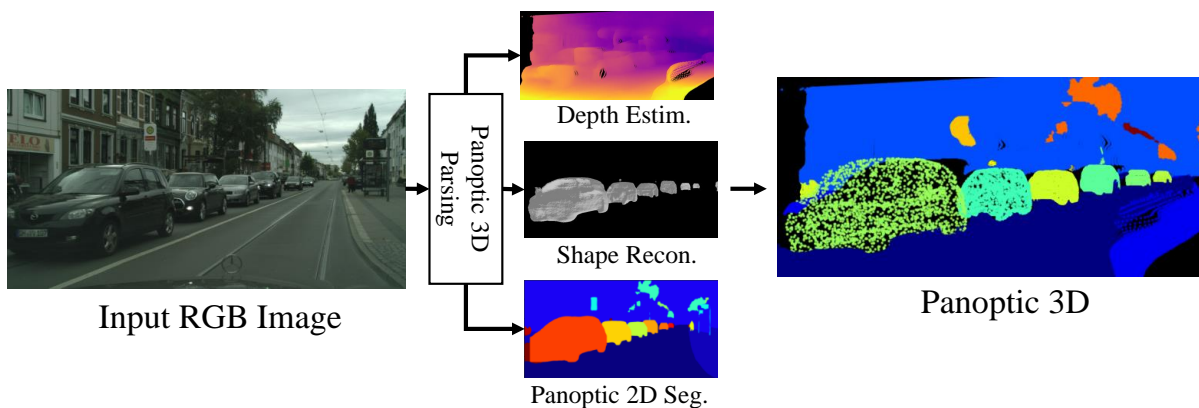 Input RGB Image
Panoptic 3D
Parsing
Depth Estim.
Shape Recon.
Panoptic 2D Seg.
Panoptic 3D